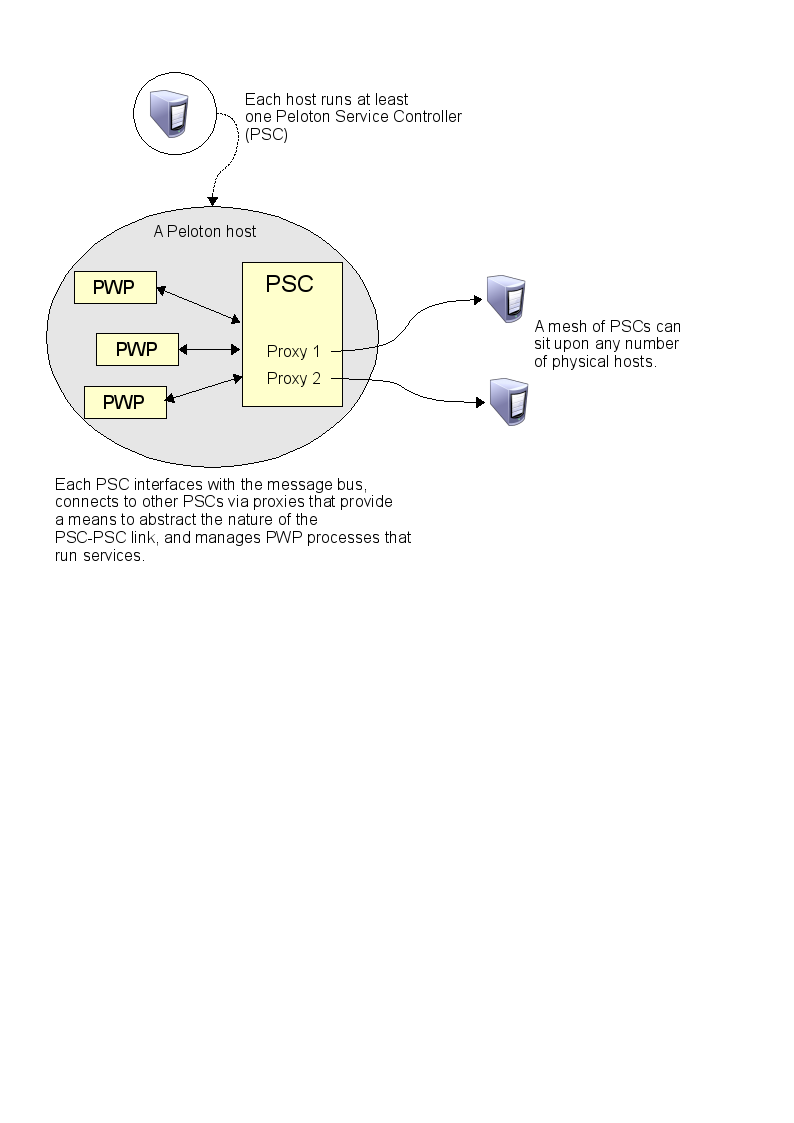 Each host runs at least
one Peloton Service Controller
(PSC)
A Peloton host
PWP
PSC
PWP
Proxy 1
PWP
Proxy 2
A mesh of PSCs can
sit upon any number
of physical hosts.
Each PSC interfaces with the message bus,
connects to other PSCs via proxies that provide
a means to abstract the nature of the
PSC-PSC link, and manages PWP processes that
run services.